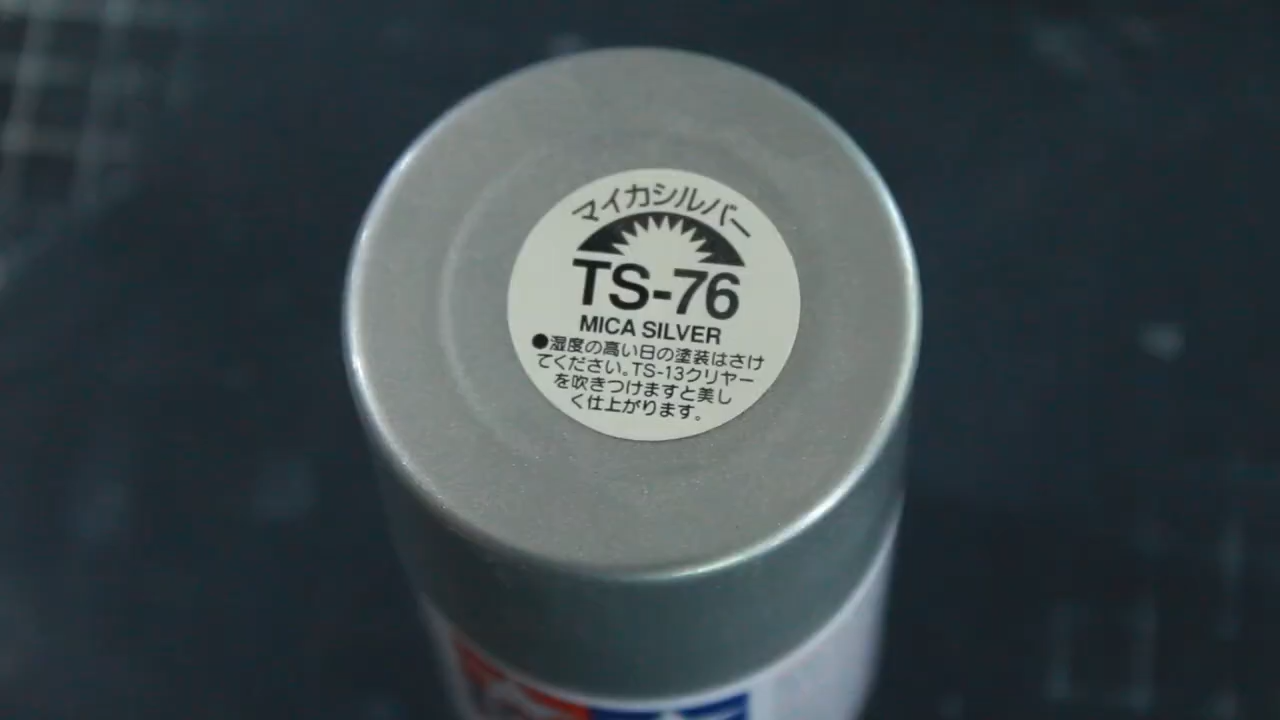 マイカシルバー
TS-76
MICA SILVER
●湿度の高い日の塗装はさけ
てください。TS-13クリヤー
を吹きつけますと美し
く仕上がります。